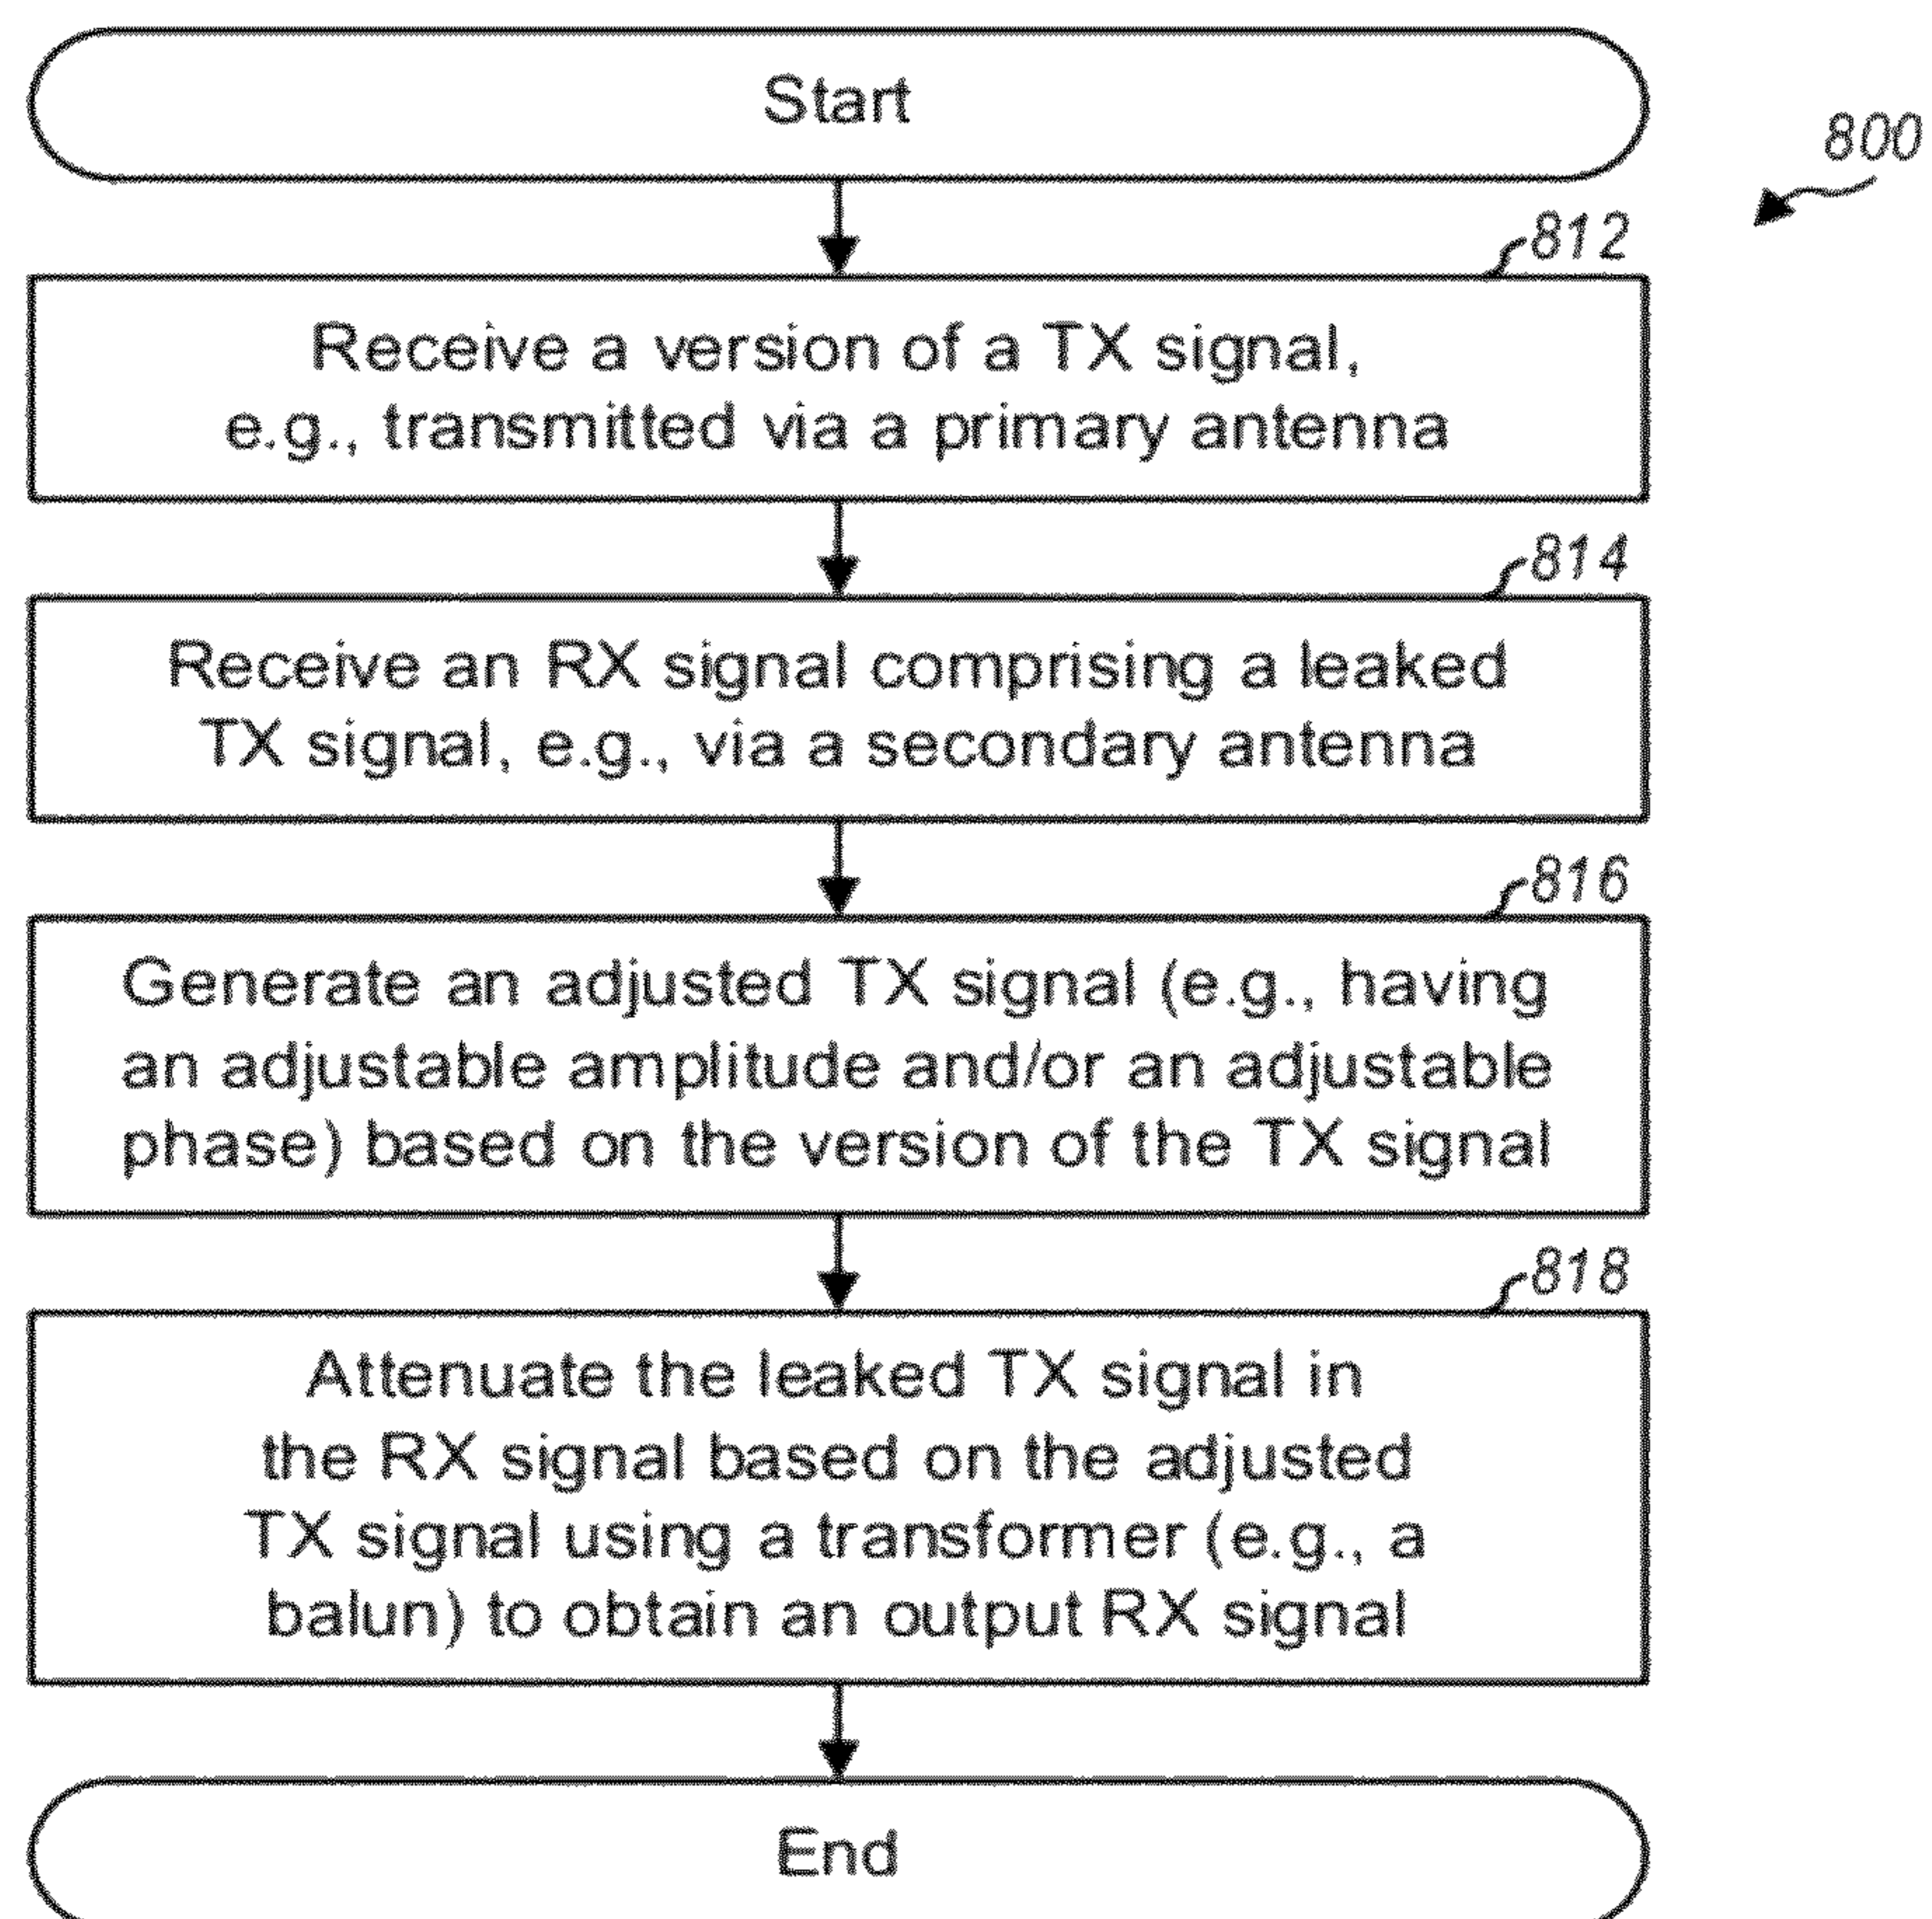 Start
800
812
Receive a version of a TX signal,
e.g., transmitted via a primary antenna
814
Receive an RX signal comprising a leaked
TX signal, e.g., via a secondary antenna
816
Generate an adjusted TX signal (e.g., having
an adjustable amplitude and/or an adjustable
phase) based on the version of the TX signal
818
Attenuate the leaked TX signal in
the RX signal based on the adjusted
TX signal using a transformer (e.g., a
balun) to obtain an output RX signal
End